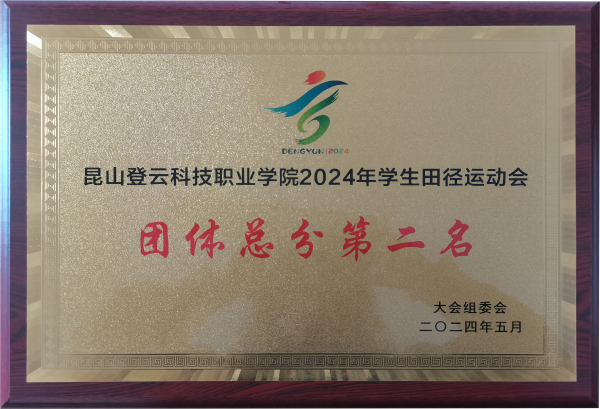 DENGYUN 2024
昆山登云科技职业学院2024年学生田径运动会
团体总分第二名
大会组委会
二〇二四年五月